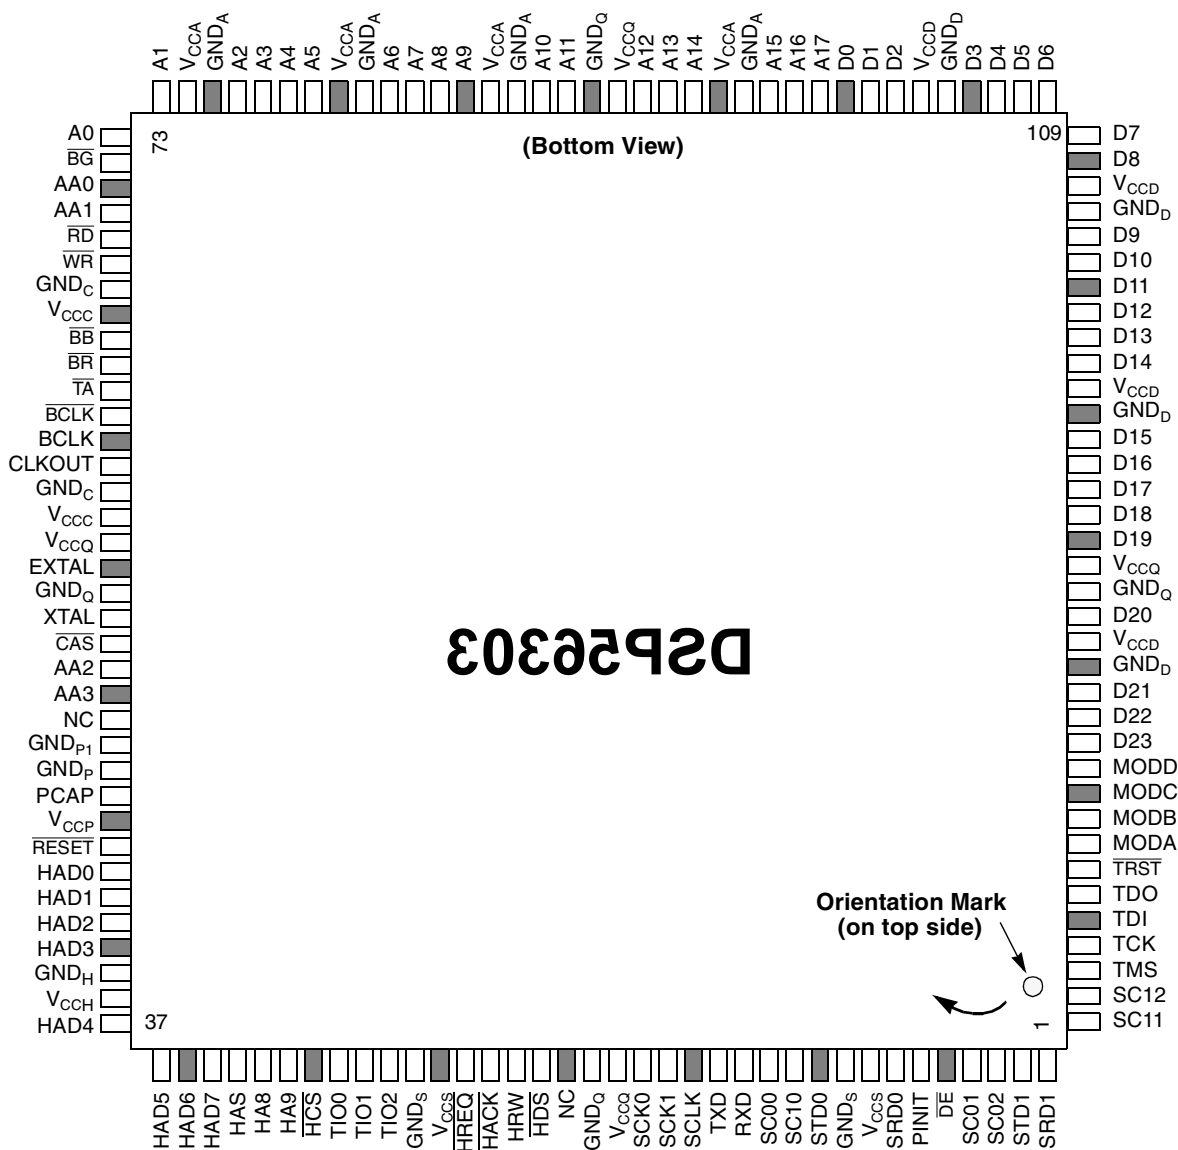 A1 VCCA GNDA A2 A3 A4 A5 VCCA GNDA A6 A7 A8 A9 VCCA GNDA A10 A11 GNDQ VCCQ A12 A13 A14 VCCA GNDA A15 A16 A17 D0 D1 D2 VCCD GNDD D3 D4 D5 D6
73
(Bottom View)
109
A0
BG
AA0
AA1
RD
WR
GNDC
VCCC
BB
BR
TA
BCLK
BCLK
CLKOUT
GNDC
VCCC
VCCQ
EXTAL
GNDQ
XTAL
CAS
AA2
AA3
NC
GNDP1
GNDP
PCAP
VCCP
RESET
HAD0
HAD1
HAD2
HAD3
GNDH
VCCH
HAD4
DSP56303
D7
D8
VCCD
GNDD
D9
D10
D11
D12
D13
D14
VCCD
GNDD
D15
D16
D17
D18
D19
VCCQ
GNDQ
D20
VCCD
GNDD
D21
D22
D23
MODD
MODC
MODB
MODA
TRST
TDO
TDI
TCK
TMS
SC12
SC11
Orientation Mark
(on top side)
37
1
HAD5 HAD6 HAD7 HAS HA8 HA9 HCS TIO0 TIO1 TIO2 GNDS VCCS HREQ HACK HRW HDS NC GNDQ VCCQ SCK0 SCK1 SCLK TXD RXD SC00 SC10 STD0 GNDS VCCS SRD0 PINIT DE SC01 SC02 STD1 SRD1